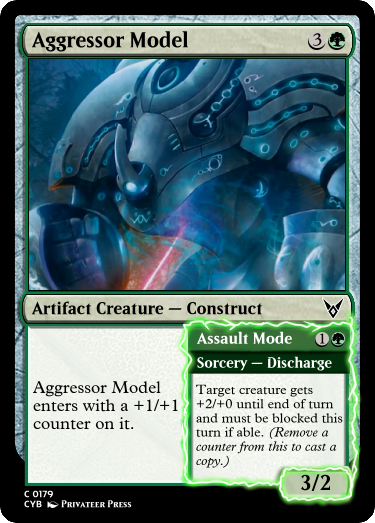 Aggressor Model 3
Artifact Creature — Construct
Aggressor Model
enters with a +1/+1
counter on it.
Assault Mode 1
Sorcery — Discharge
Target creature gets
+2/+0 until end of turn
and must be blocked this
turn if able. (Remove a
counter from this to cast a
copy.)
3/2
C 0179
CYB Privateer Press